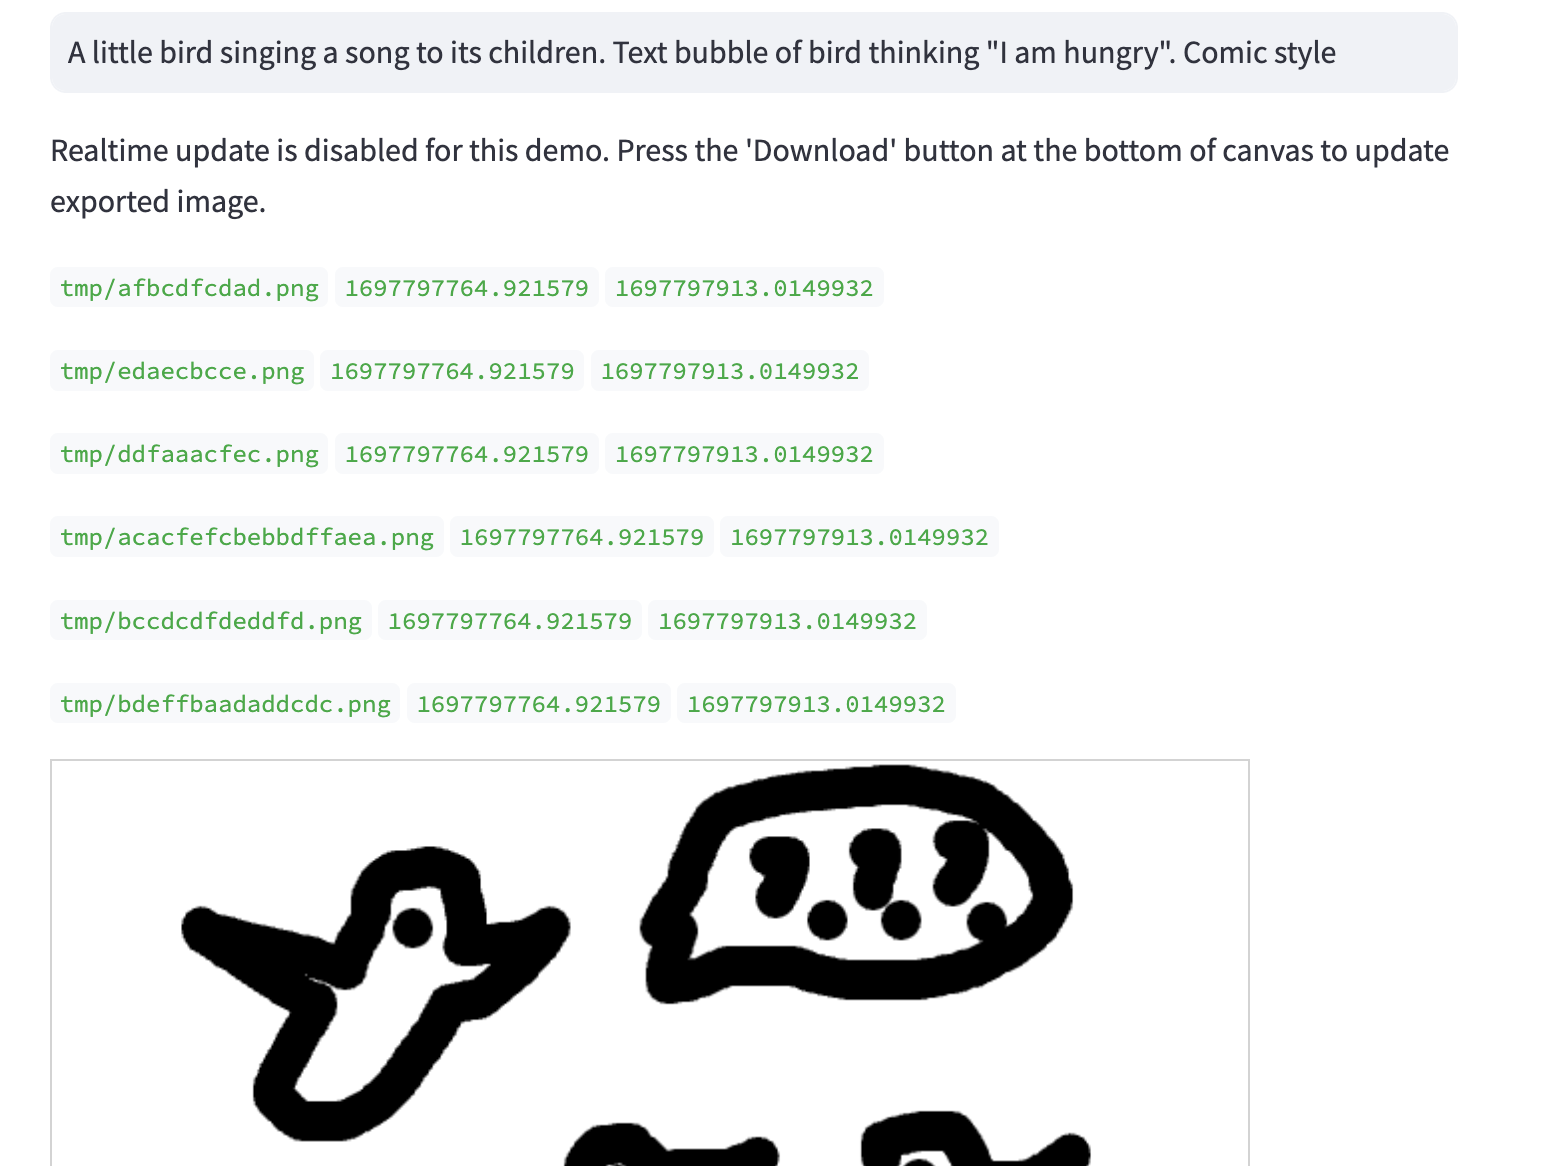 A little bird singing a song to its children. Text bubble of bird thinking "I am hungry". Comic style
Realtime update is disabled for this demo. Press the 'Download' button at the bottom of canvas to update
exported image.
tmp/afbcdfcdad.png 1697797764.921579 1697797913.0149932
tmp/edaecbcce.png 1697797764.921579 1697797913.0149932
tmp/ddfaaacfec.png 1697797764.921579 1697797913.0149932
tmp/acacfefcbebbdffaea.png 1697797764.921579 1697797913.0149932
tmp/bccdcdfdeddfd.png 1697797764.921579 1697797913.0149932
tmp/bdeffbaadaddcdc.png 1697797764.921579 1697797913.0149932